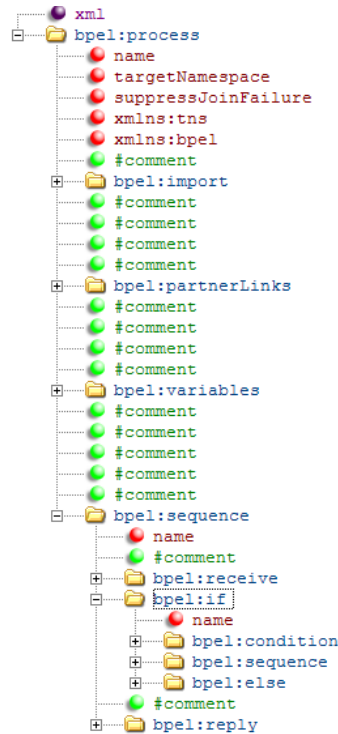 xml
bpel:process
name
targetNamespace
suppressJoinFailure
xmlns:tns
xmlns:bpel
#comment
bpel:import
#comment
#comment
#comment
#comment
bpel:partnerLinks
#comment
#comment
#comment
#comment
bpel:variables
#comment
#comment
#comment
#comment
#comment
bpel:sequence
name
#comment
bpel:receive
bpel:if
name
bpel:condition
bpel:sequence
bpel:else
#comment
bpel:reply